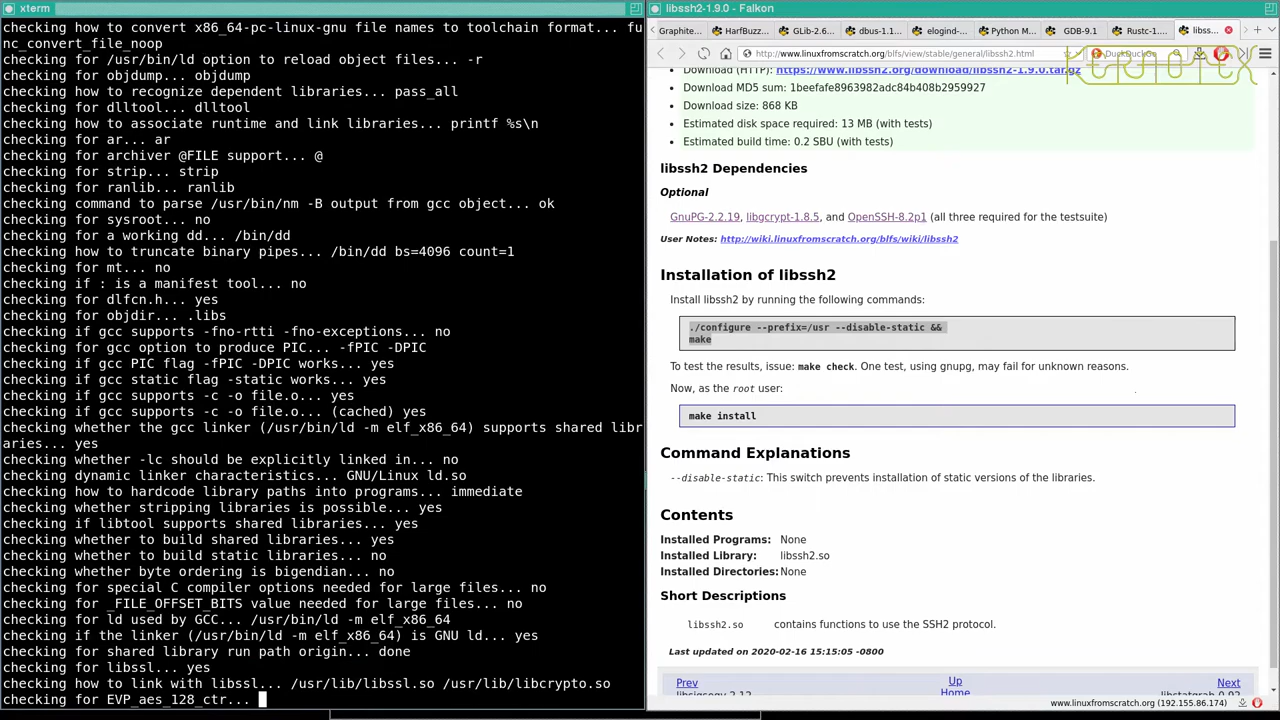 xterm
checking how to convert x86_64-pc-linux-gnu file names to toolchain format... fu
nc_convert_file_noop
checking for /usr/bin/ld option to reload object files... -r
checking for objdump... objdump
checking how to recognize dependent libraries... pass_all
checking for dlltool... dlltool
checking how to associate runtime and link libraries... printf %s\n
checking for ar... ar
checking for archiver @FILE support... @
checking for strip... strip
checking for ranlib... ranlib
checking command to parse /usr/bin/nm -B output from gcc object... ok
checking for sysroot... no
checking for a working dd... /bin/dd
checking how to truncate binary pipes... /bin/dd bs=4096 count=1
checking for mt... no
checking if : is a manifest tool... no
checking for dlfcn.h... yes
checking for objdir... .libs
checking if gcc supports -fno-rtti -fno-exceptions... no
checking for gcc option to produce PIC... -fPIC -DPIC
checking if gcc PIC flag -fPIC -DPIC works... yes
checking if gcc static flag -static works... yes
checking if gcc supports -c -o file.o... yes
checking if gcc supports -c -o file.o... (cached) yes
checking whether the gcc linker (/usr/bin/ld -m elf_x86_64) supports shared libr
aries... yes
checking whether -lc should be explicitly linked in... no
checking dynamic linker characteristics... GNU/Linux ld.so
checking how to hardcode library paths into programs... immediate
checking whether stripping libraries is possible... yes
checking if libtool supports shared libraries... yes
checking whether to build shared libraries... yes
checking whether to build static libraries... no
checking whether byte ordering is bigendian... no
checking for special C compiler options needed for large files... no
checking for _FILE_OFFSET_BITS value needed for large files... no
checking for ld used by GCC... /usr/bin/ld -m elf_x86_64
checking if the linker (/usr/bin/ld -m elf_x86_64) is GNU ld... yes
checking for shared library run path origin... done
checking for libssl... yes
checking how to link with libssl... /usr/lib/libssl.so /usr/lib/libcrypto.so
checking for EVP_aes_128_ctr...
libssh2-1.9.0 - Falkon
Graphite... HarfBuzz... GLib-2.6... dbus-1.1... elogind-... Python M... GDB-9.1 Rustc-1... libss...
http://www.linuxfromscratch.org/blfs/view/stable/general/libssh2.html
Download (HTTP): https://www.libssh2.org/download/libssh2-1.9.0.tar.gz
Download MD5 sum: 1beefafe8963982adc84b408b2959927
Download size: 868 KB
Estimated disk space required: 13 MB (with tests)
Estimated build time: 0.2 SBU (with tests)
libssh2 Dependencies
Optional
GnuPG-2.2.19, libgcrypt-1.8.5, and OpenSSH-8.2p1 (all three required for the testsuite)
User Notes: http://wiki.linuxfromscratch.org/blfs/wiki/libssh2
Installation of libssh2
Install libssh2 by running the following commands:
./configure --prefix=/usr --disable-static &&
make
To test the results, issue: make check. One test, using gnupg, may fail for unknown reasons.
Now, as the root user:
make install
Command Explanations
--disable-static: This switch prevents installation of static versions of the libraries.
Contents
Installed Programs: None
Installed Library: libssh2.so
Installed Directories: None
Short Descriptions
libssh2.so contains functions to use the SSH2 protocol.
Last updated on 2020-02-16 15:15:05 -0800
Prev Up Next
Home
www.linuxfromscratch.org (192.155.86.174)